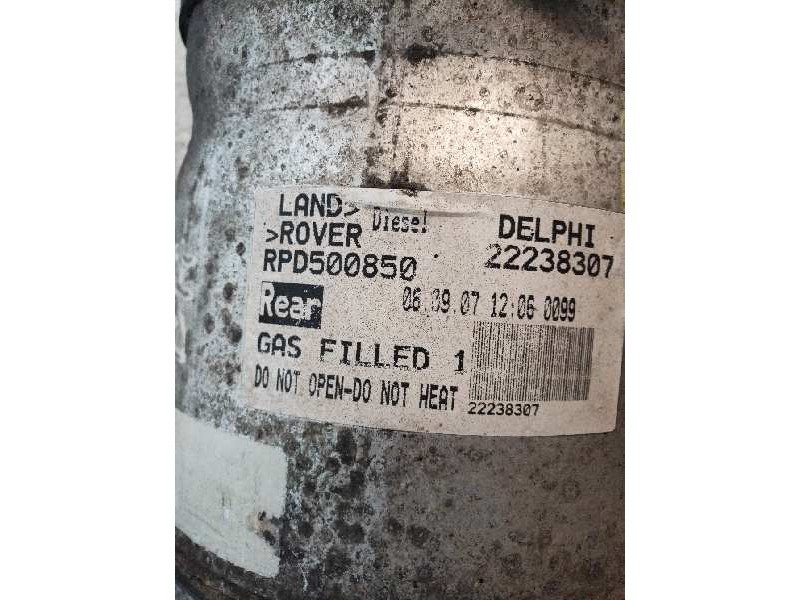 LAND> Diesel DELPHI
>ROVER 22238307
RPD500850
Rear 06.09.07 12:06 0099
GAS FILLED 1
DO NOT OPEN-DO NOT HEAT 22238307